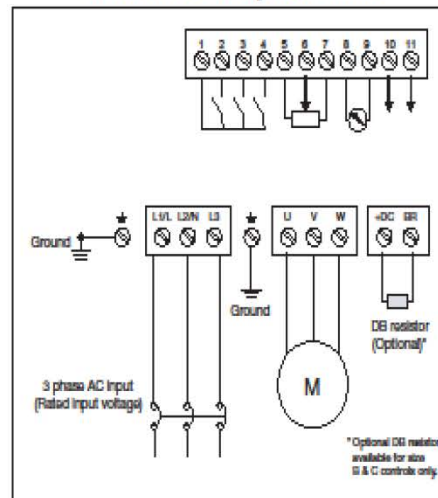 1 2 3 4 5 6 7 8 9 10 11
L1/L L2/N L3
U V W
+DC BR
Ground
Ground
DB resistor
(Optional)*
3 phase AC Input
(Rated Input voltage)
M
*Optional DB resistor
available for size
B & C controls only.